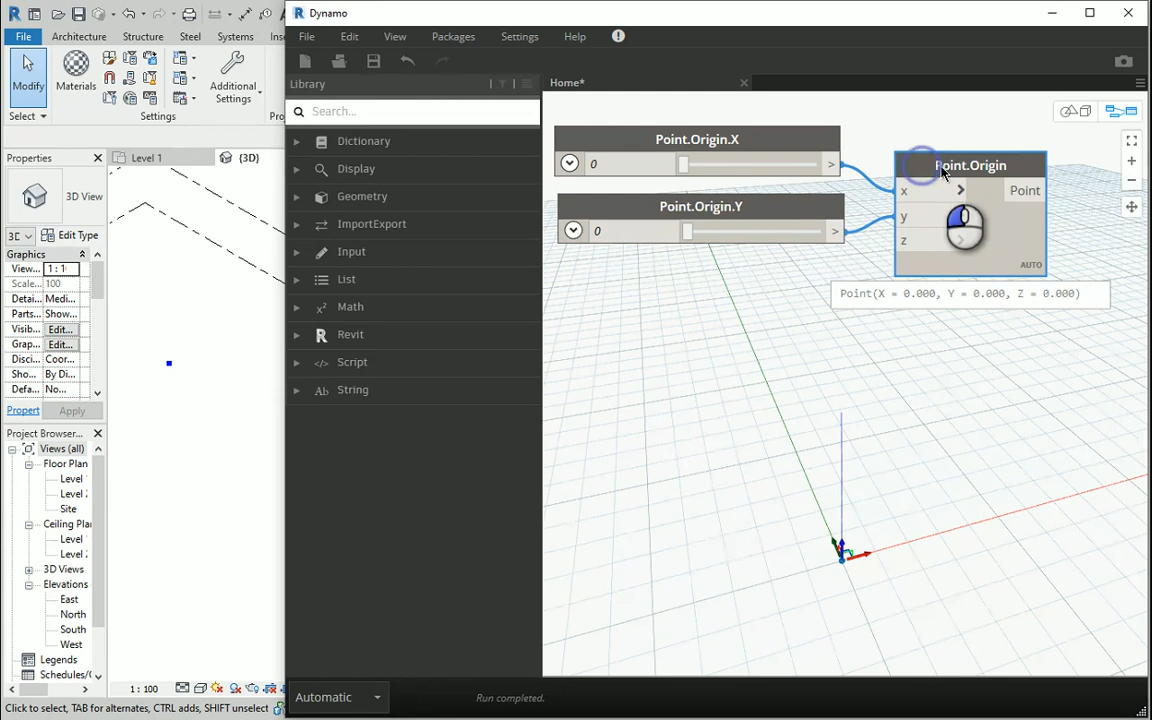 File
Architecture
Structure
Steel
Systems
Modify
Materials
Additional
Settings
Select
Settings
Properties
Level 1
{3D}
3D View
Edit Type
Graphics
View...
Scale...
100
Detai...
Medi...
Parts...
Show...
Visib...
Edit...
Grap...
Edit...
Disci...
Coor...
Sho...
By Di...
Defa...
No...
Propert
Apply
Project Browser...
Views (all)
Floor Plan
Level
Level
Site
Ceiling Pla
Level
Level
3D Views
Elevations
East
North
South
West
Legends
Schedules/
1 : 100
Click to select, TAB for alternates, CTRL adds, SHIFT unselect
Dynamo
File
Edit
View
Packages
Settings
Help
Library
Home*
Search...
Dictionary
Display
Geometry
ImportExport
Input
List
Math
Revit
Script
String
Point.Origin.X
0
>
Point.Origin.Y
0
>
Point.Origin
x
Point
y
z
AUTO
Point(X = 0.000, Y = 0.000, Z = 0.000)
Automatic
Run completed.